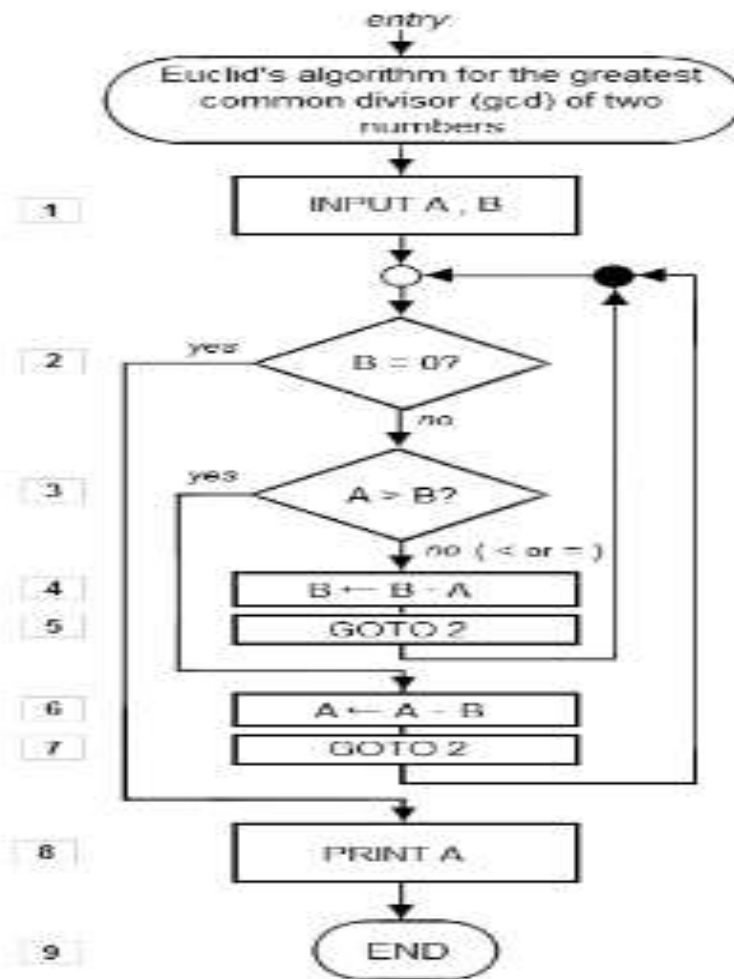 entry
Euclid's algorithm for the greatest
common divisor (gcd) of two
numbers
1
INPUT A , B
yes
2
B = 0?
no
yes
3
A > B?
no ( < or = )
4
B ← B - A
5
GOTO 2
6
A ← A - B
7
GOTO 2
8
PRINT A
9
END